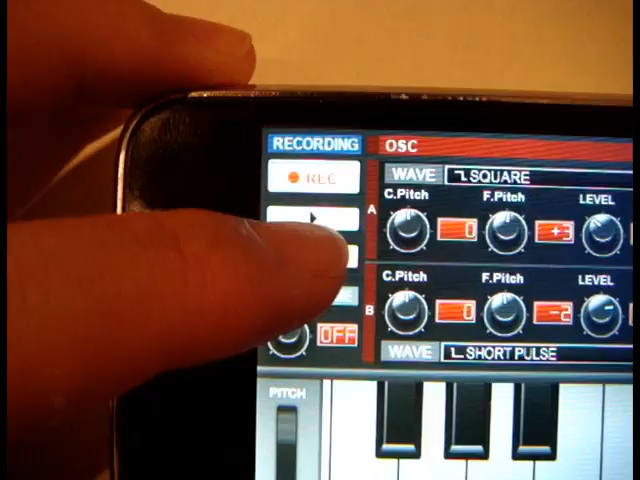 RECORDING
OSC
REC
WAVE SQUARE
C.Pitch F.Pitch LEVEL
A
0 +3
C.Pitch F.Pitch LEVEL
B
0 -2
OFF
WAVE SHORT PULSE
PITCH